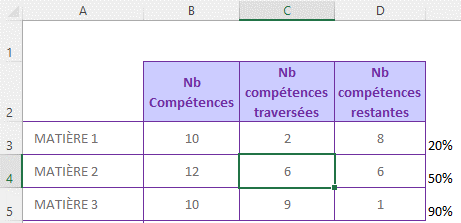 A B C D
1
Nb Nb Nb
Compétences compétences compétences
traversées restantes
2
3 MATIÈRE 1 10 2 8 20%
4 MATIÈRE 2 12 6 6 50%
5 MATIÈRE 3 10 9 1 90%